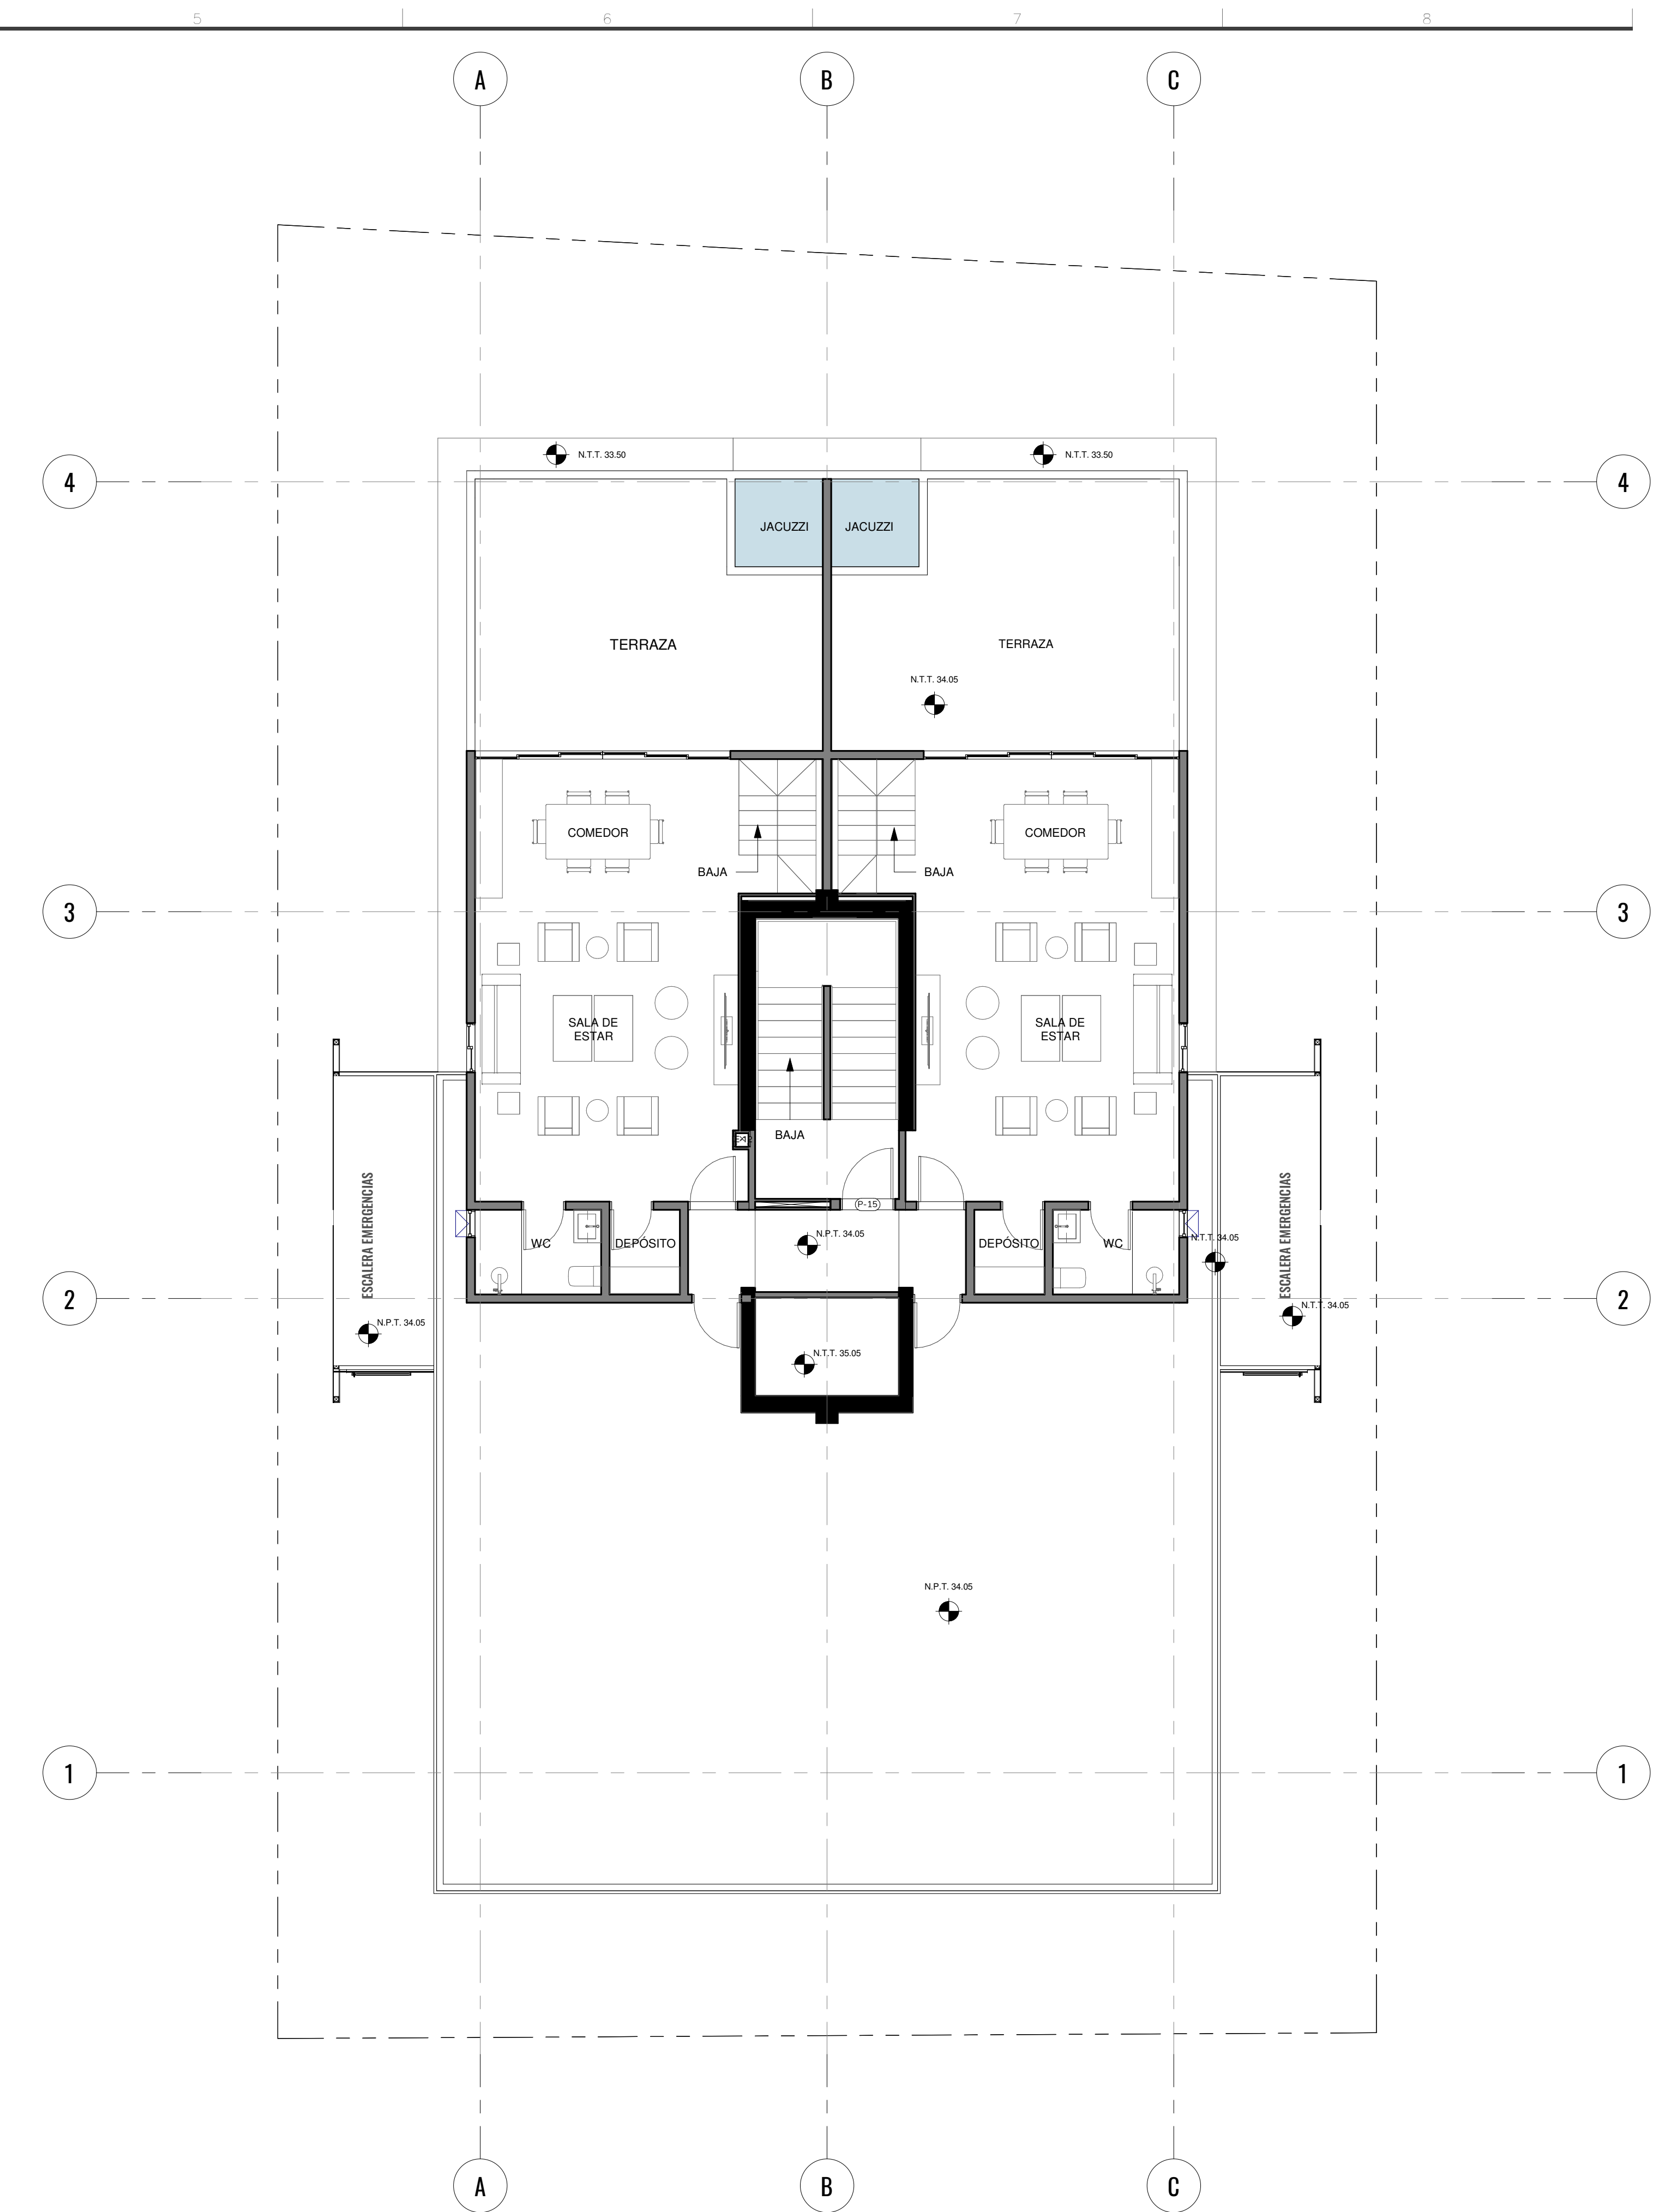 5 6 7 8
A B C
N.T.T. 33.50 N.T.T. 33.50
4 4
JACUZZI JACUZZI
TERRAZA TERRAZA
N.T.T. 34.05
COMEDOR COMEDOR
BAJA BAJA
3 3
SALA DE SALA DE
ESTAR ESTAR
BAJA
ESCALERA EMERGENCIAS
ESCALERA EMERGENCIAS
P-15
N.P.T. 34.05
N.T.T. 34.05
WC DEPÓSITO DEPÓSITO WC
2 2
N.T.T. 34.05
N.P.T. 34.05
N.T.T. 35.05
N.P.T. 34.05
1 1
A B C